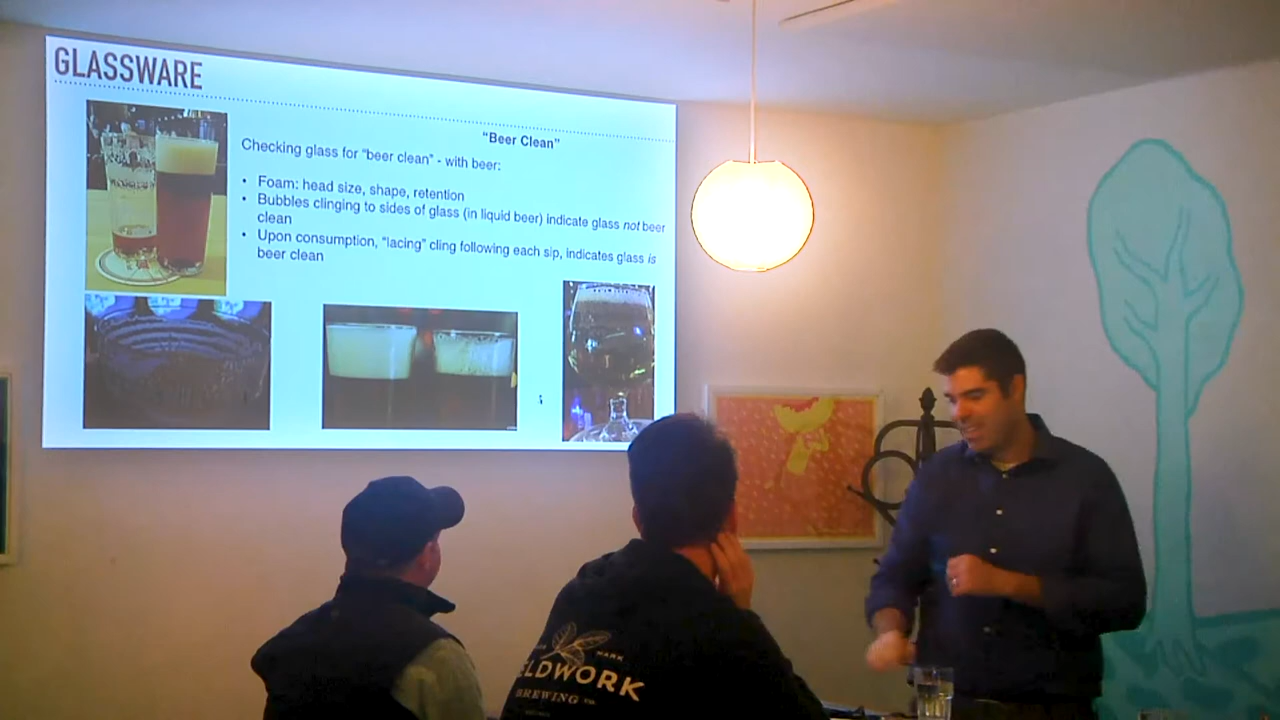 GLASSWARE
“Beer Clean”
Checking glass for “beer clean” - with beer:
• Foam: head size, shape, retention
• Bubbles clinging to sides of glass (in liquid beer) indicate glass not beer
clean
• Upon consumption, “lacing” cling following each sip, indicates glass is
beer clean
MARK
ELDWORK
BREWING CO.